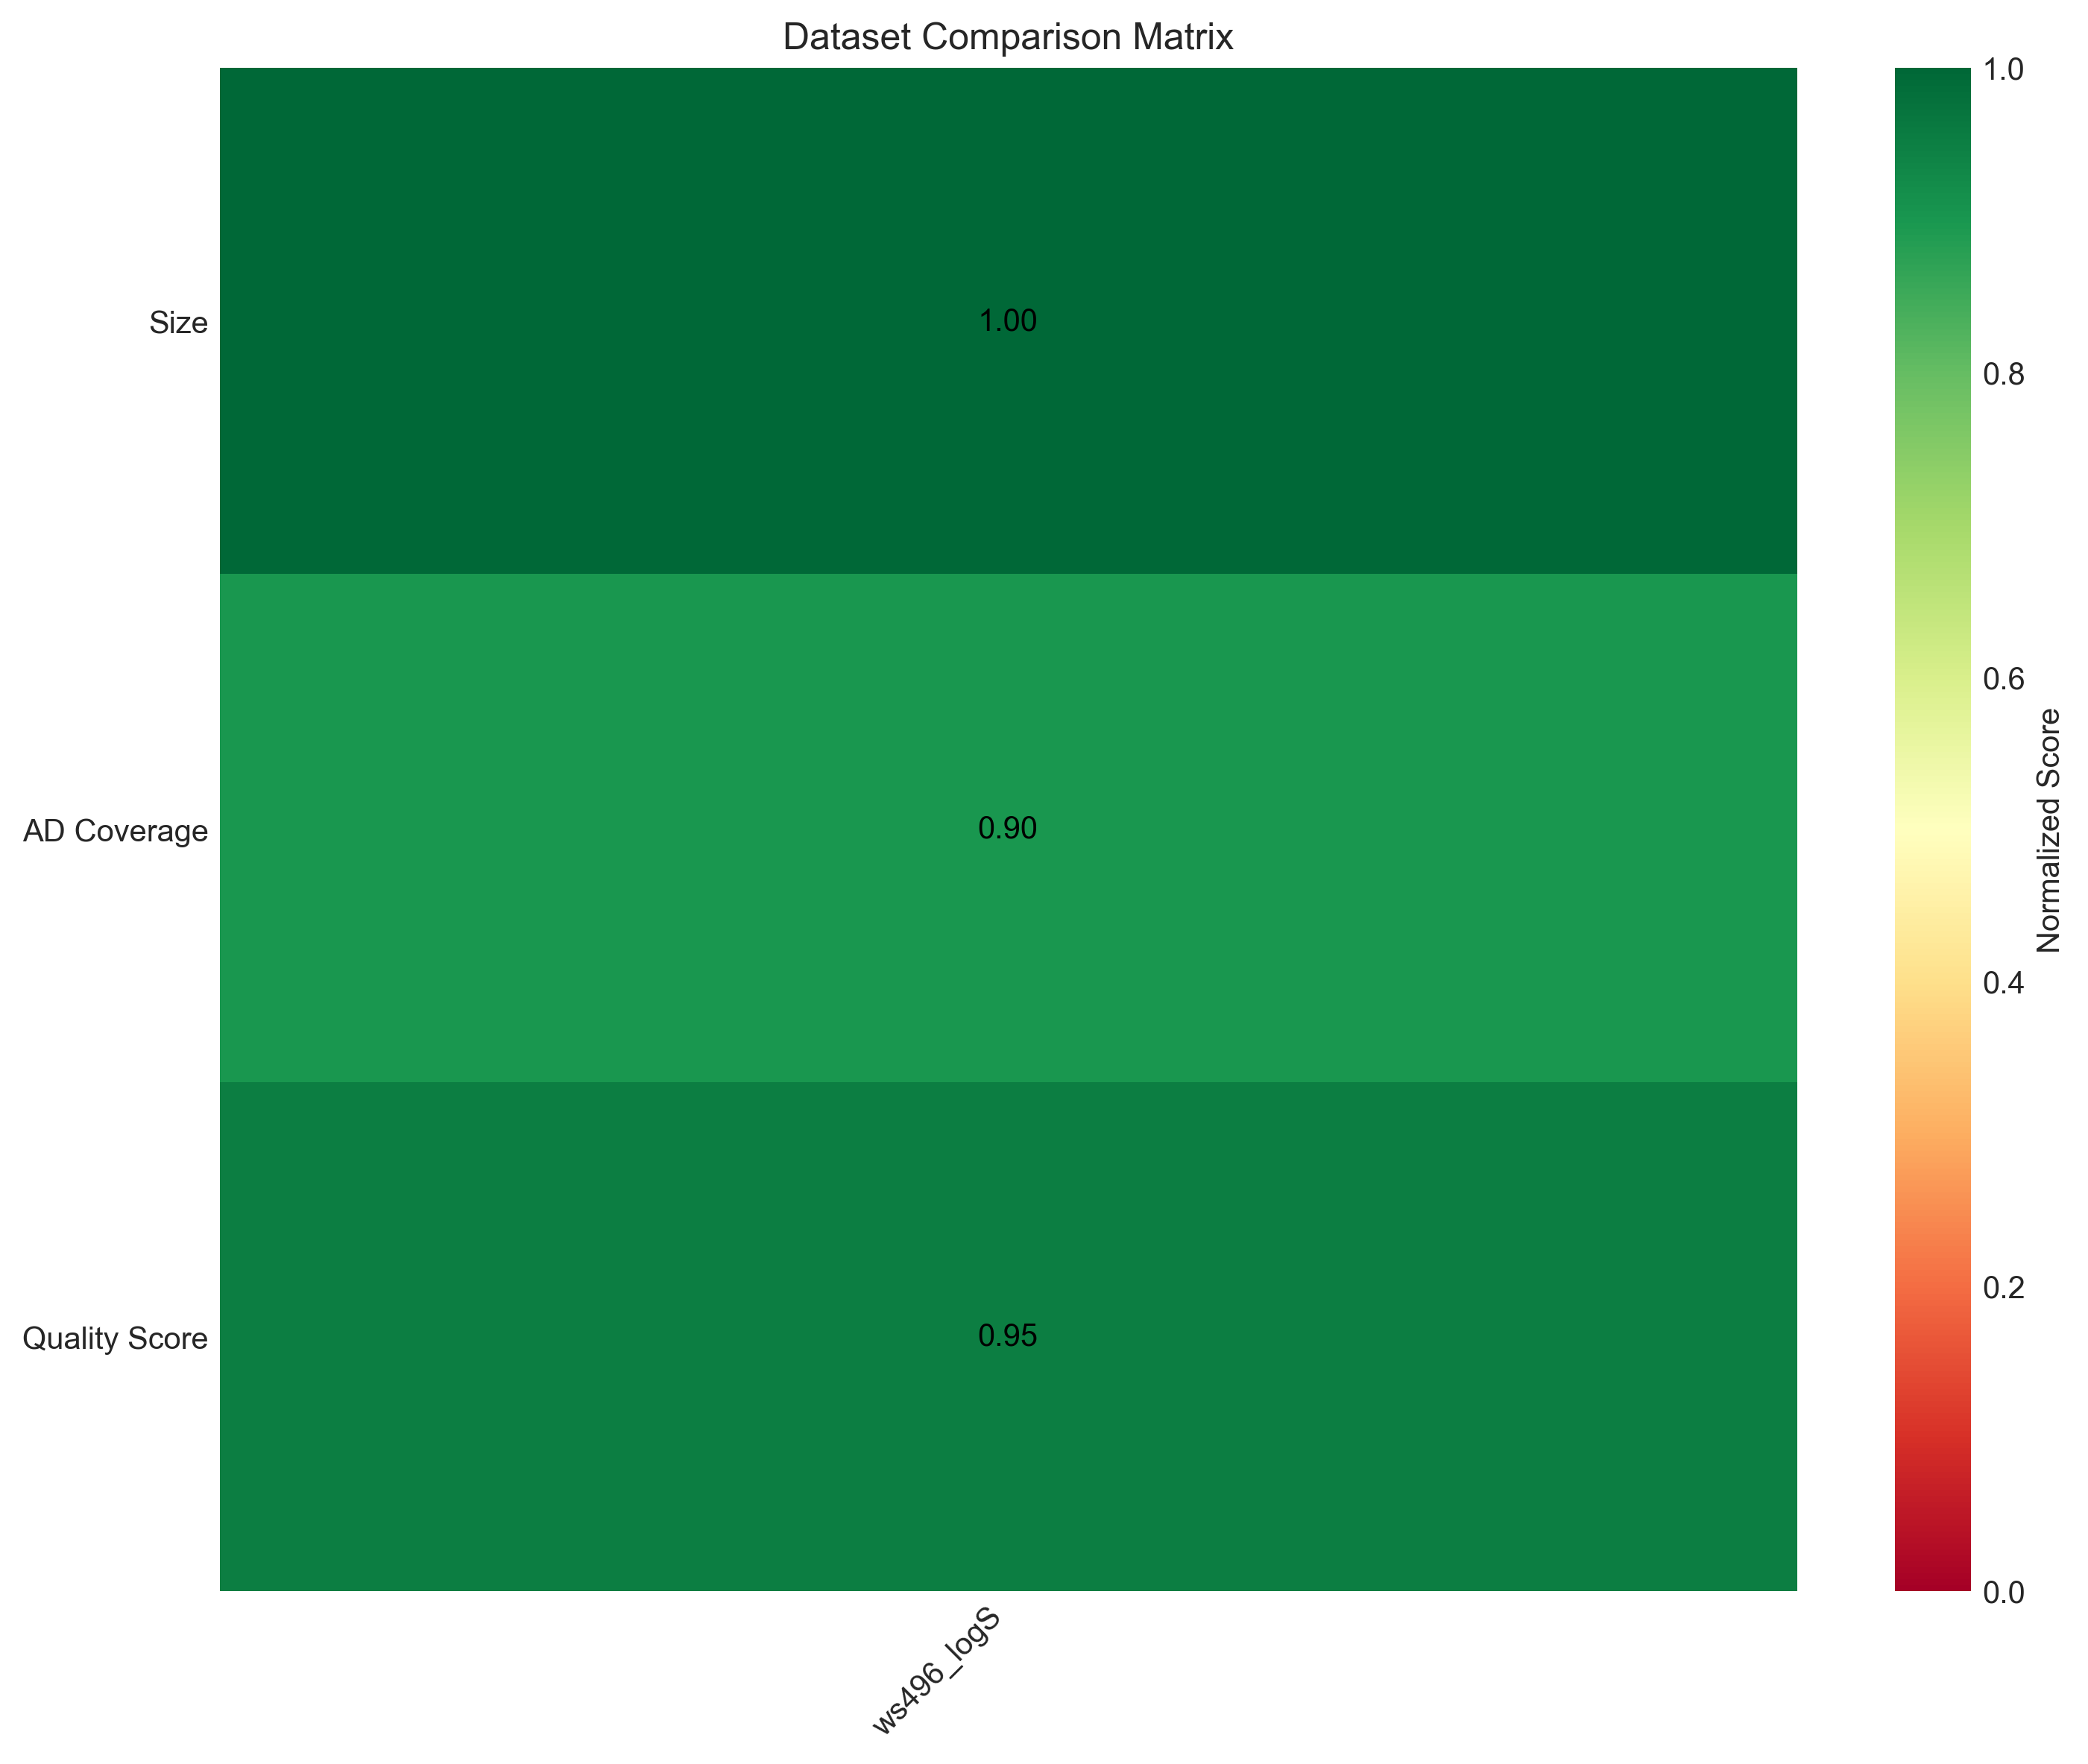 Dataset Comparison Matrix
Size
1.00
AD Coverage
0.90
Quality Score
0.95
ws496_logS
1.0
0.8
0.6
0.4
0.2
0.0
Normalized Score